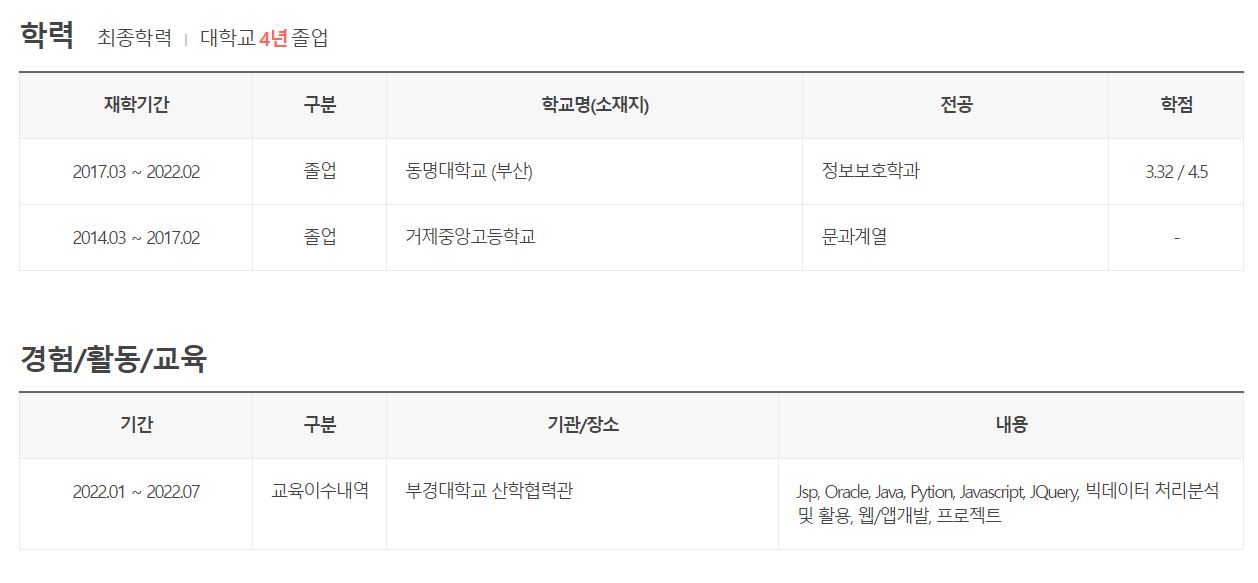 학력 최종학력 | 대학교 4년 졸업
재학기간 구분 학교명(소재지) 전공 학점
2017.03 ~ 2022.02 졸업 동명대학교 (부산) 정보보호학과 3.32 / 4.5
2014.03 ~ 2017.02 졸업 거제중앙고등학교 문과계열 -
경험/활동/교육
기간 구분 기관/장소 내용
2022.01 ~ 2022.07 교육이수내역 부경대학교 산학협력관 Jsp, Oracle, Java, Pytion, Javascript, JQuery, 빅데이터 처리분석
및 활용, 웹/앱개발, 프로젝트